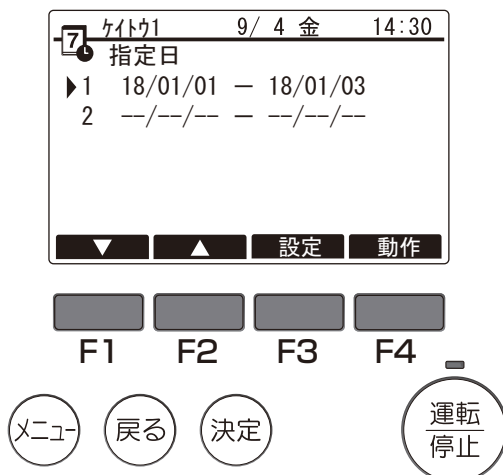 7 ケイトウ1 9/ 4 金 14:30
指定日
▶1 18/01/01 — 18/01/03
2 --/--/-- — --/--/--
▼ ▲ 設定 動作
F1 F2 F3 F4
メニュー 戻る 決定 運転
停止